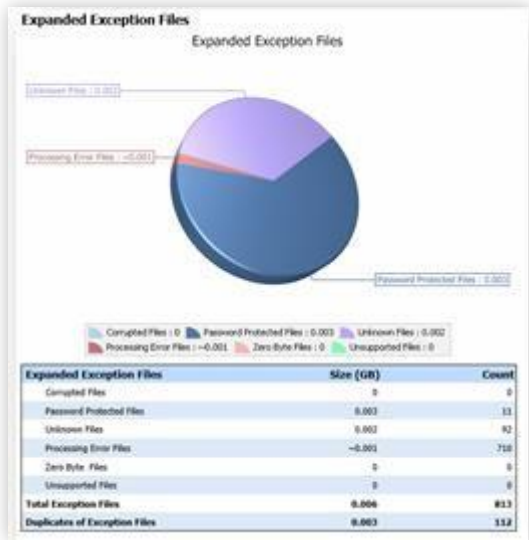 Expanded Exception Files
Expanded Exception Files
Unknown Files : 0.002
Processing Error Files : ~0.001
Password Protected Files : 0.003
Corrupted Files : 0 Password Protected Files : 0.003 Unknown Files : 0.002
Processing Error Files : ~0.001 Zero Byte Files : 0 Unsupported Files : 0
Expanded Exception Files Size (GB) Count
Corrupted Files 0 0
Password Protected Files 0.003 11
Unknown Files 0.002 92
Processing Error Files ~0.001 710
Zero Byte Files 0 0
Unsupported Files 0 0
Total Exception Files 0.006 813
Duplicates of Exception Files 0.003 112